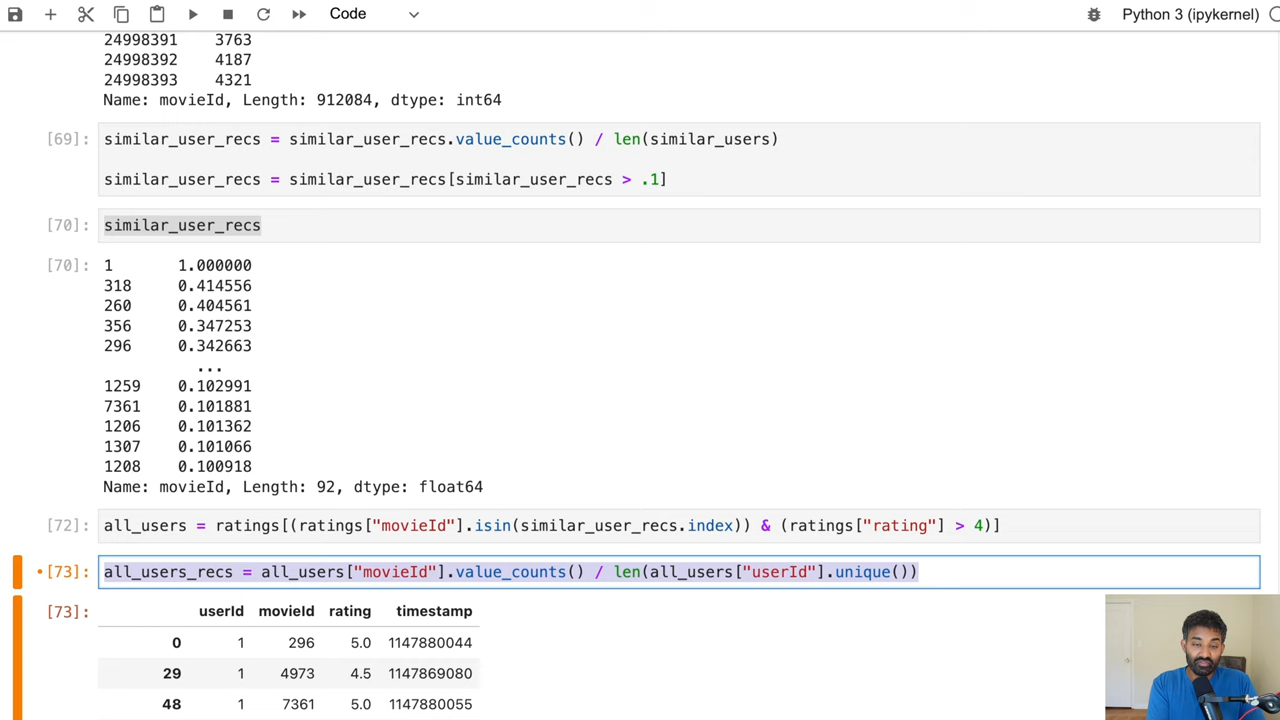 Code Python 3 (ipykernel)
24998391 3763
24998392 4187
24998393 4321
Name: movieId, Length: 912084, dtype: int64
[69]: similar_user_recs = similar_user_recs.value_counts() / len(similar_users)
similar_user_recs = similar_user_recs[similar_user_recs > .1]
[70]: similar_user_recs
[70]: 1 1.000000
318 0.414556
260 0.404561
356 0.347253
296 0.342663
...
1259 0.102991
7361 0.101881
1206 0.101362
1307 0.101066
1208 0.100918
Name: movieId, Length: 92, dtype: float64
[72]: all_users = ratings[(ratings["movieId"].isin(similar_user_recs.index)) & (ratings["rating"] > 4)]
•[73]: all_users_recs = all_users["movieId"].value_counts() / len(all_users["userId"].unique())
[73]: userId movieId rating timestamp
0 1 296 5.0 1147880044
29 1 4973 4.5 1147869080
48 1 7361 5.0 1147880055